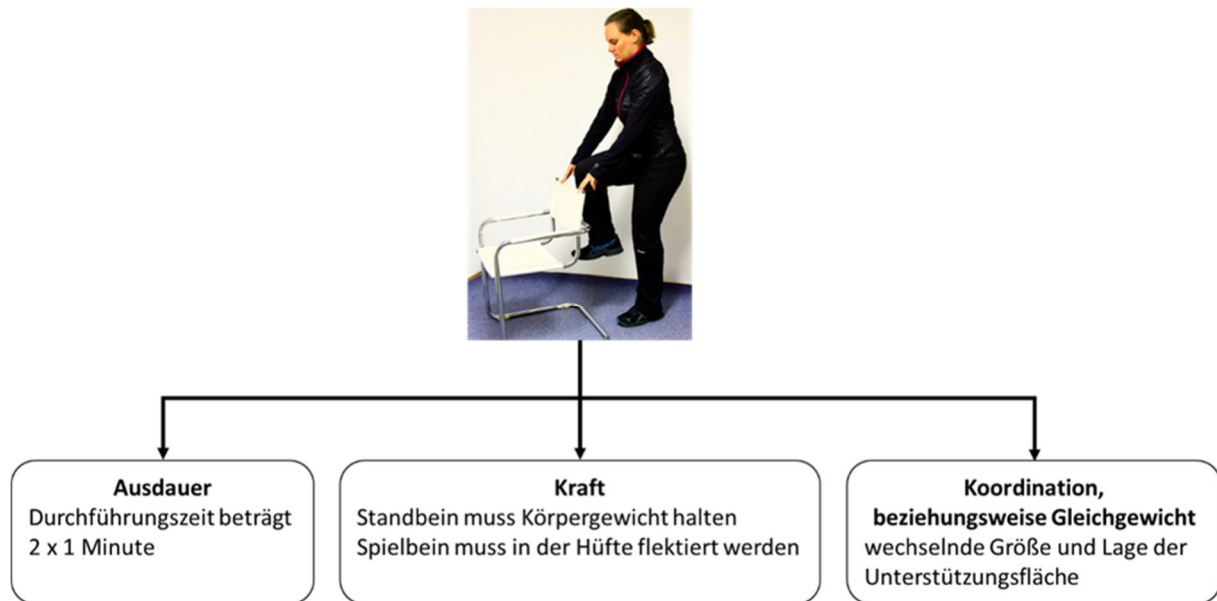 Ausdauer
Durchführungszeit beträgt
2 x 1 Minute
Kraft
Standbein muss Körpergewicht halten
Spielbein muss in der Hüfte flektiert werden
Koordination,
beziehungsweise Gleichgewicht
wechselnde Größe und Lage der
Unterstützungsfläche